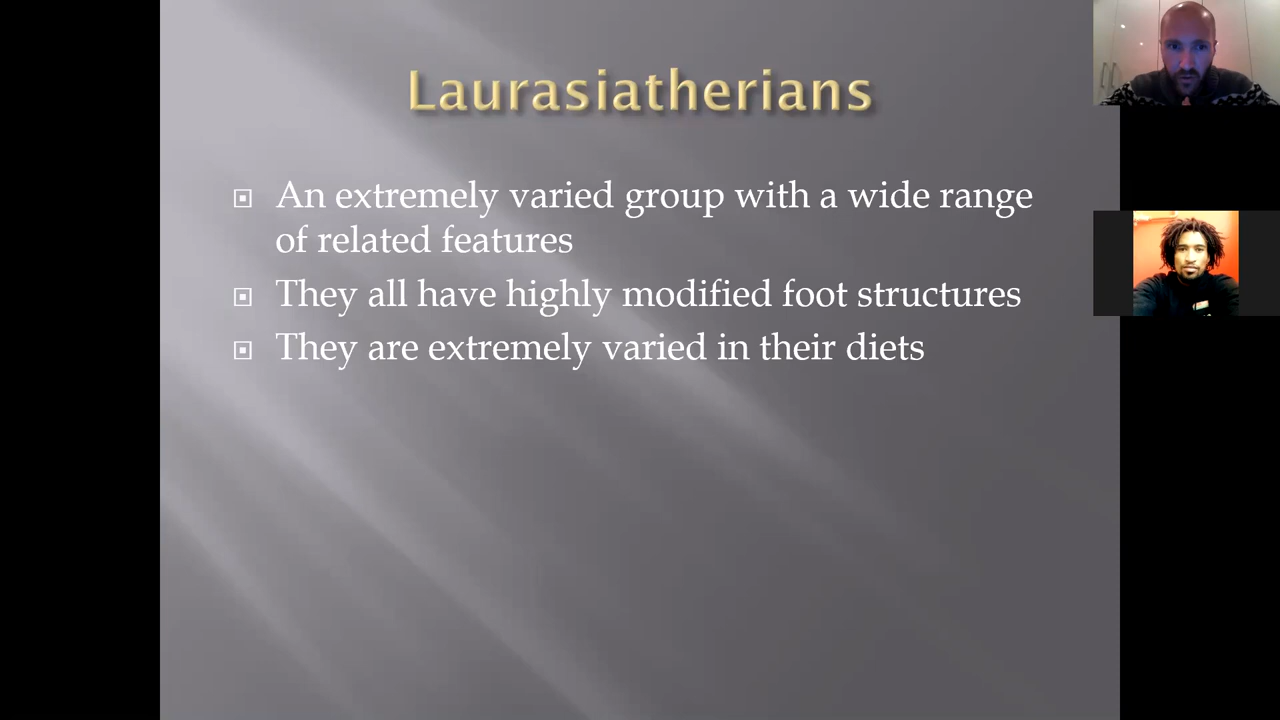 Laurasiatherians
An extremely varied group with a wide range
of related features
They all have highly modified foot structures
They are extremely varied in their diets